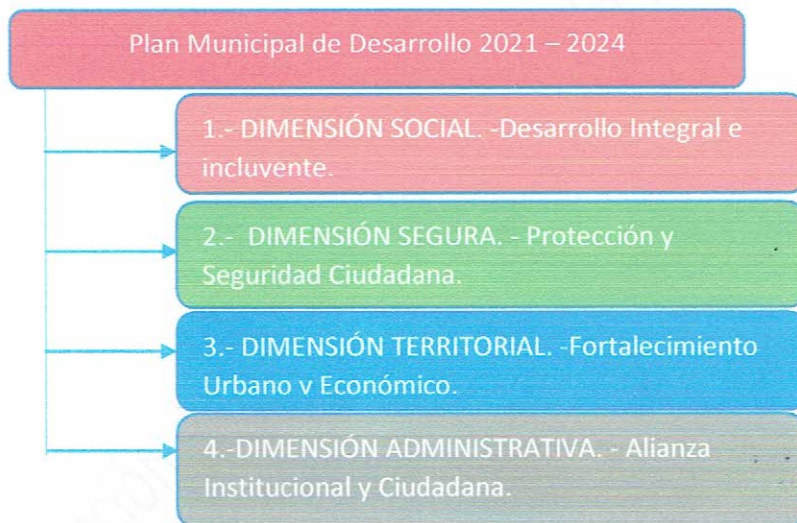 Plan Municipal de Desarrollo 2021 – 2024
1.- DIMENSIÓN SOCIAL. -Desarrollo Integral e
incluyente.
2.- DIMENSIÓN SEGURA. - Protección y
Seguridad Ciudadana.
3.- DIMENSIÓN TERRITORIAL. -Fortalecimiento
Urbano y Económico.
4.-DIMENSIÓN ADMINISTRATIVA. - Alianza
Institucional y Ciudadana.